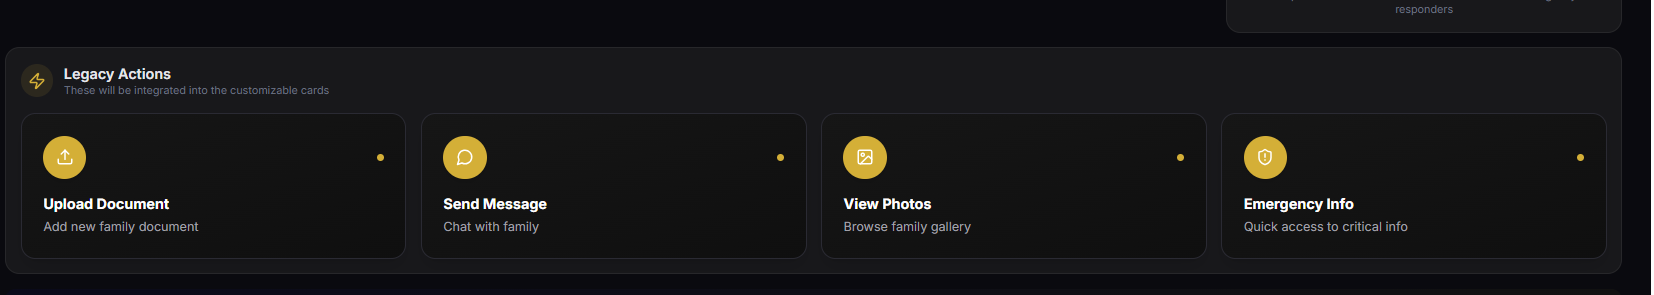 responders
Legacy Actions
These will be integrated into the customizable cards
Upload Document
Add new family document
Send Message
Chat with family
View Photos
Browse family gallery
Emergency Info
Quick access to critical info